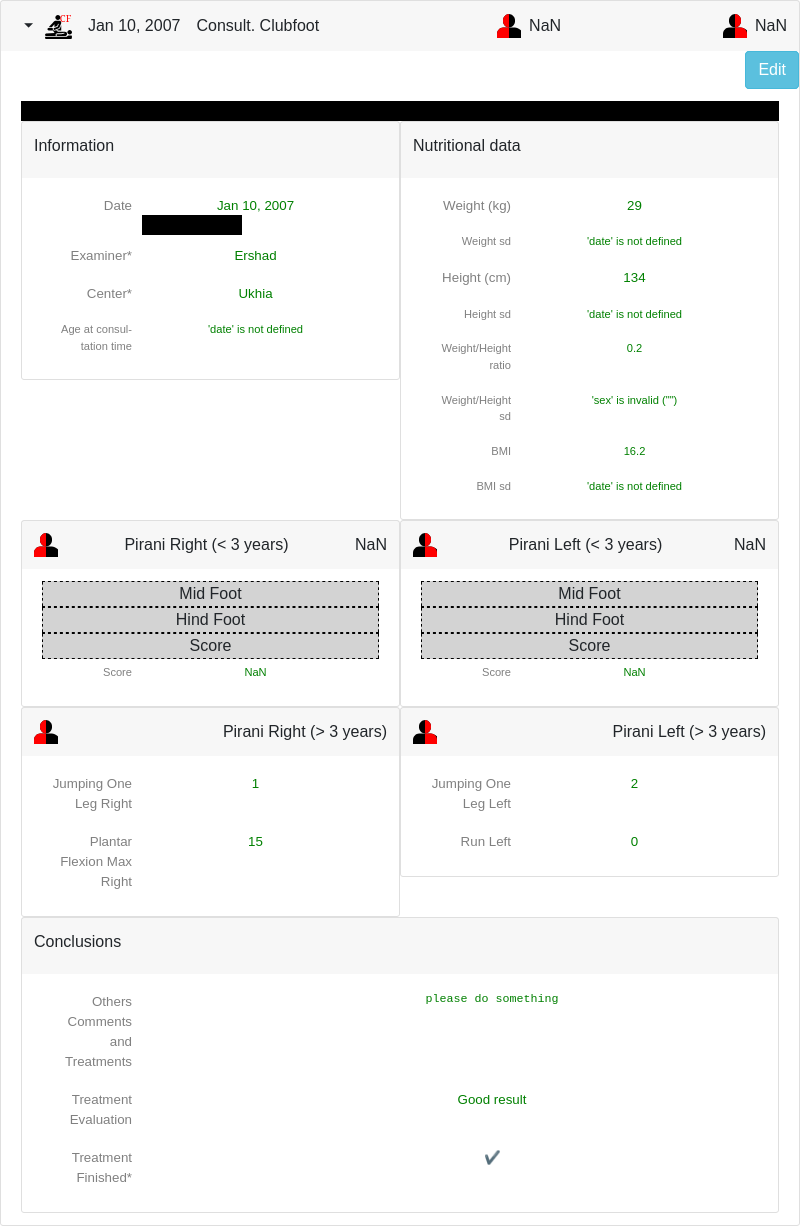 CF
Jan 10, 2007 Consult. Clubfoot NaN NaN
Edit
Information
Date Jan 10, 2007
Examiner* Ershad
Center* Ukhia
Age at consul-
tation time 'date' is not defined
Nutritional data
Weight (kg) 29
Weight sd 'date' is not defined
Height (cm) 134
Height sd 'date' is not defined
Weight/Height
ratio 0.2
Weight/Height
sd 'sex' is invalid ("")
BMI 16.2
BMI sd 'date' is not defined
Pirani Right (< 3 years) NaN
Mid Foot
Hind Foot
Score
Score NaN
Pirani Left (< 3 years) NaN
Mid Foot
Hind Foot
Score
Score NaN
Pirani Right (> 3 years)
Jumping One 1
Leg Right
Plantar 15
Flexion Max
Right
Pirani Left (> 3 years)
Jumping One 2
Leg Left
Run Left 0
Conclusions
Others please do something
Comments
and
Treatments
Treatment Good result
Evaluation
Treatment ✔
Finished*